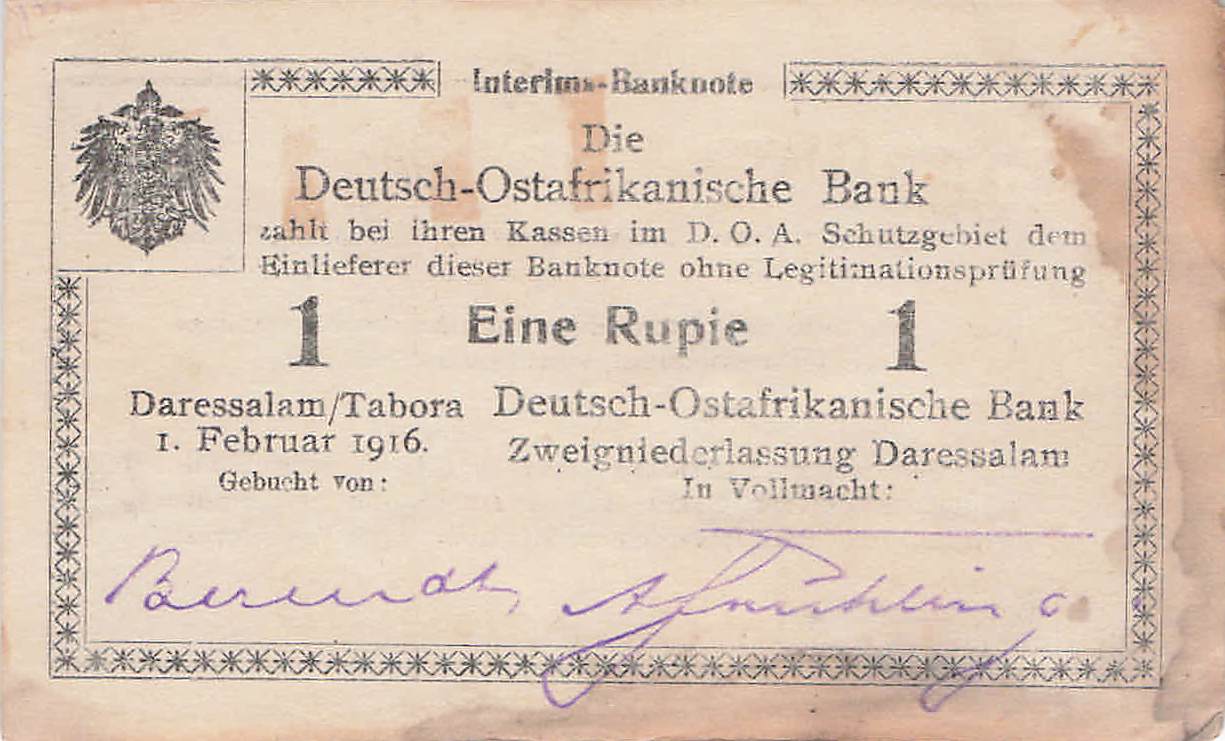 Interims-Banknote
Die
Deutsch-Ostafrikanische Bank
zahlt bei ihren Kassen im D. O. A. Schutzgebiet dem
Einlieferer dieser Banknote ohne Legitimationsprüfung
1 Eine Rupie 1
Daressalam/Tabora
1. Februar 1916.
Gebucht von:
Deutsch-Ostafrikanische Bank
Zweigniederlassung Daressalam
In Vollmacht:
Berendt